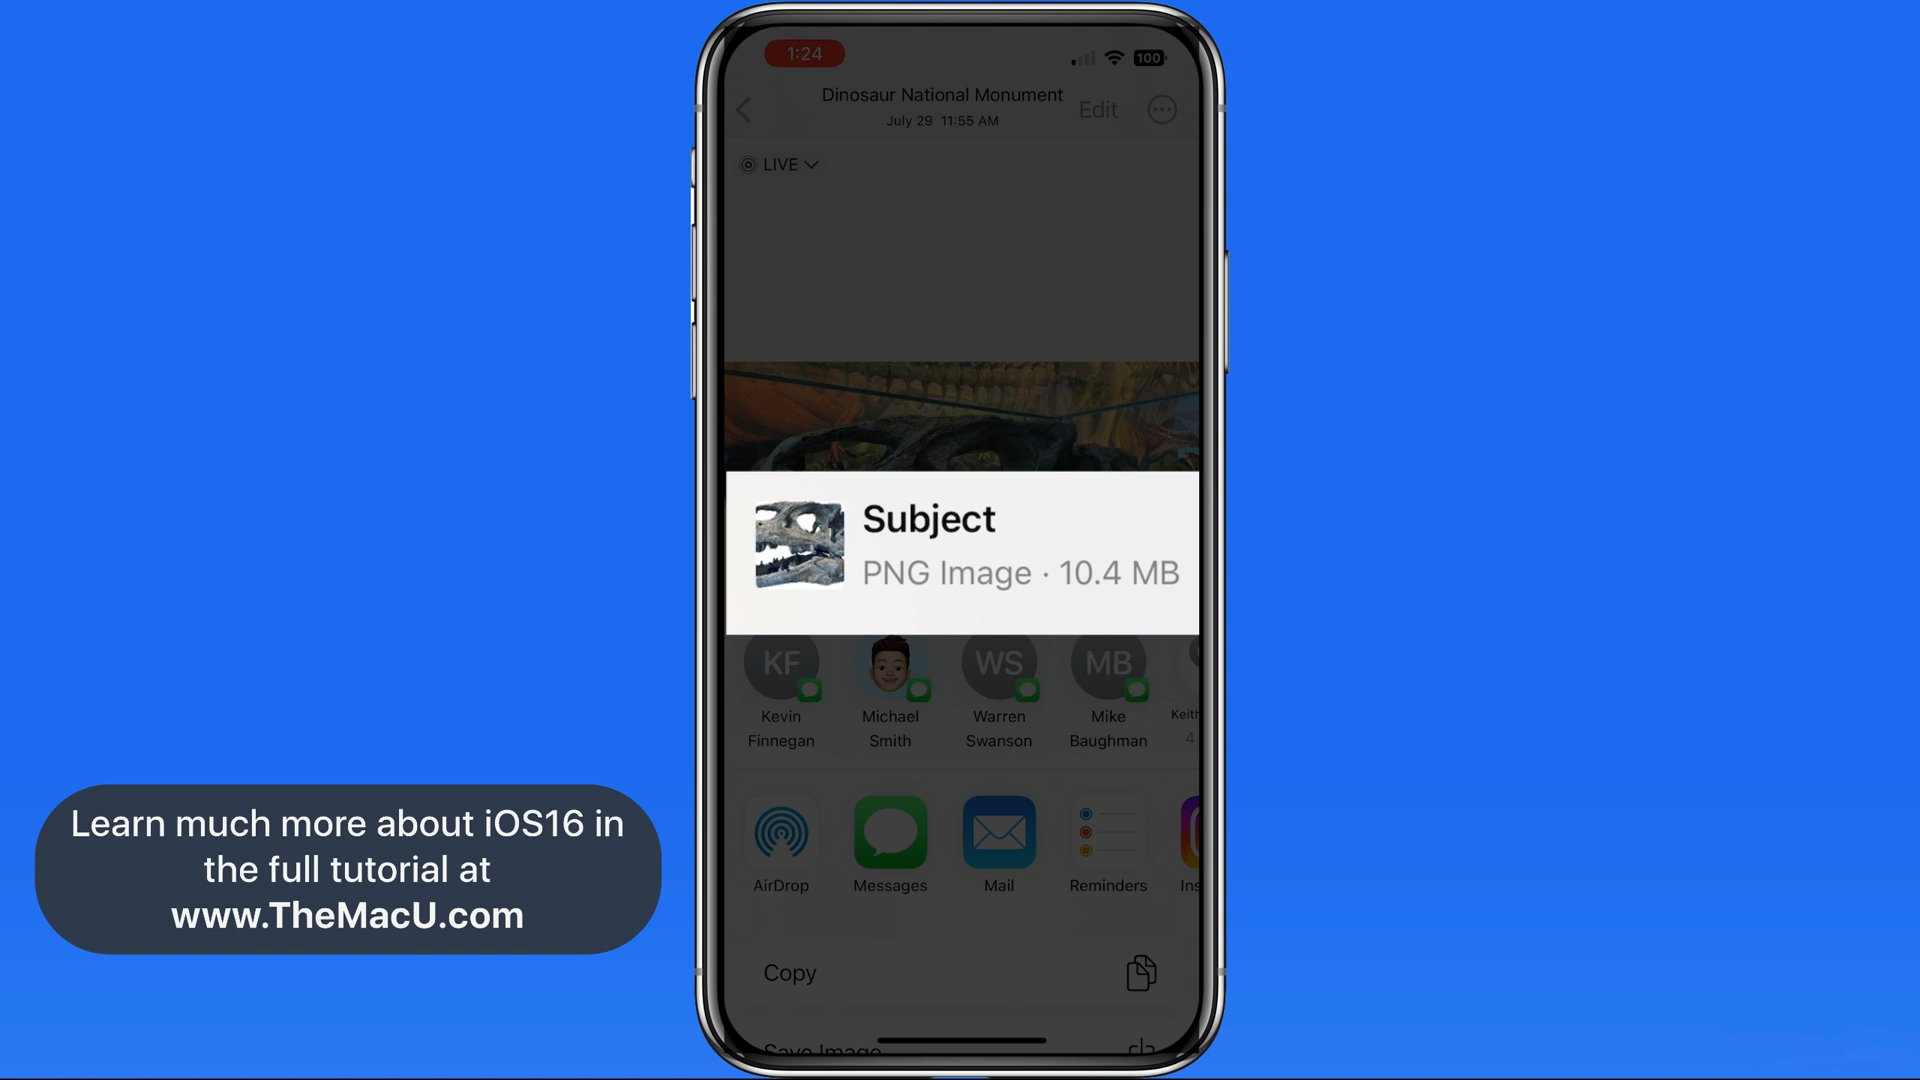 1:24
100
Dinosaur National Monument
Edit
July 29 11:55 AM
LIVE
Subject
PNG Image · 10.4 MB
KF
WS
MB
Kevin Finnegan
Michael Smith
Warren Swanson
Mike Baughman
Keith
4
AirDrop
Messages
Mail
Reminders
Ins
Copy
Save Image
Learn much more about iOS16 in
the full tutorial at
www.TheMacU.com